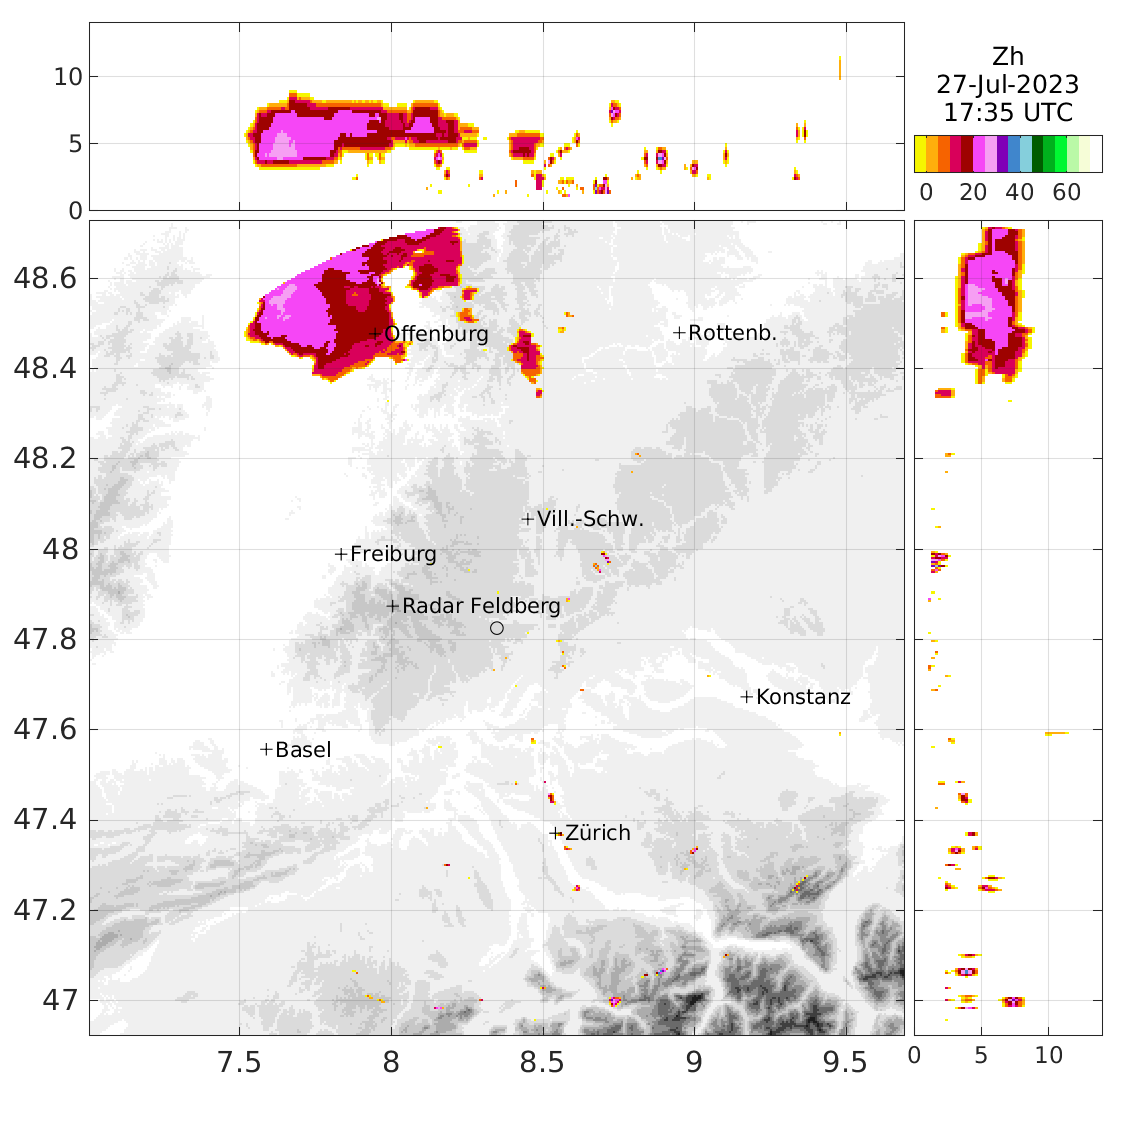 Zh
27-Jul-2023
17:35 UTC
0 20 40 60
10
5
0
48.6
48.4
48.2
48
47.8
47.6
47.4
47.2
47
Offenburg
Rottenb.
Vill.-Schw.
Freiburg
Radar Feldberg
Konstanz
Basel
Zürich
7.5 8 8.5 9 9.5
0 5 10